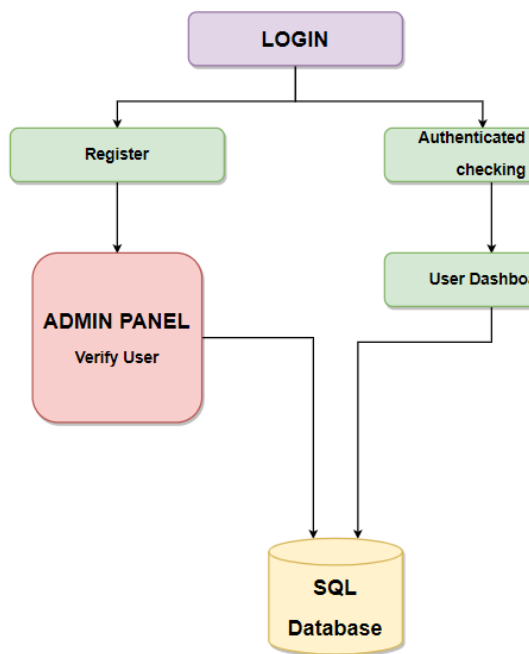 LOGIN
Register
Authenticated
checking
ADMIN PANEL
Verify User
User Dashboa
SQL
Database